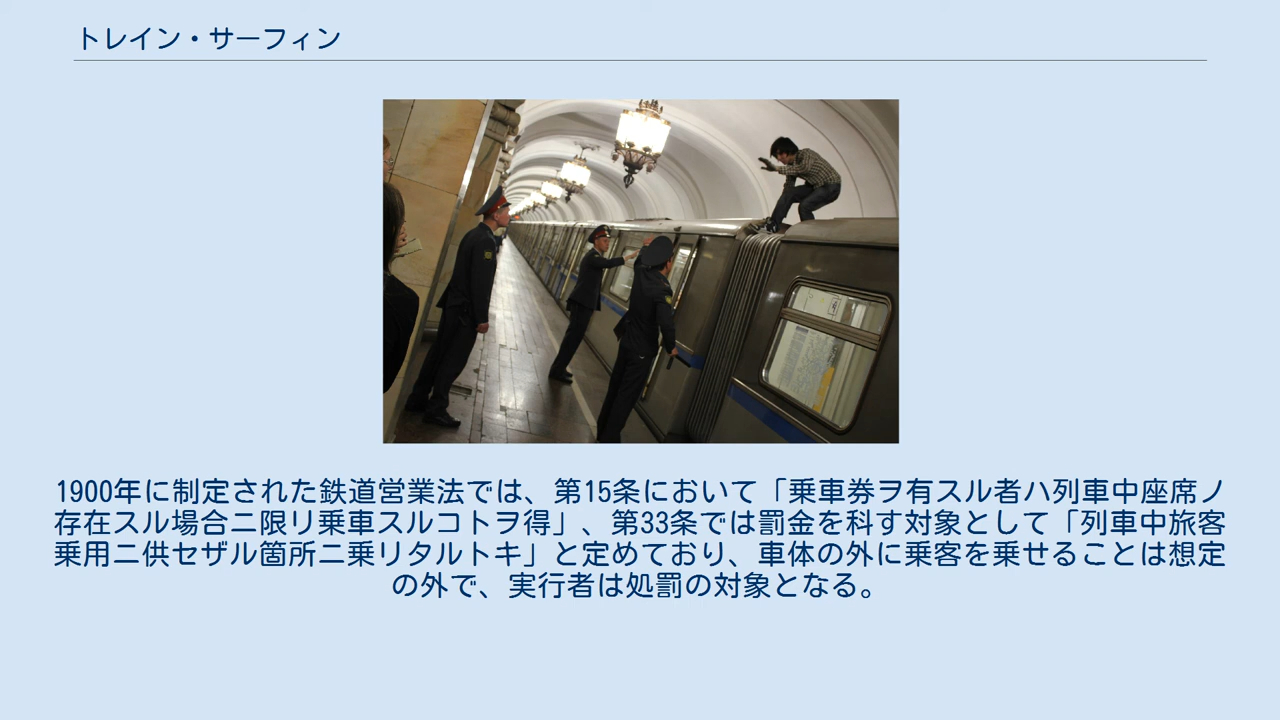 トレイン・サーフィン
1900年に制定された鉄道営業法では、第15条において「乗車券ヲ有スル者ハ列車中座席ノ
存在スル場合ニ限リ乗車スルコトヲ得」、第33条では罰金を科す対象として「列車中旅客
乗用ニ供セザル箇所ニ乗リタルトキ」と定めており、車体の外に乗客を乗せることは想定
の外で、実行者は処罰の対象となる。